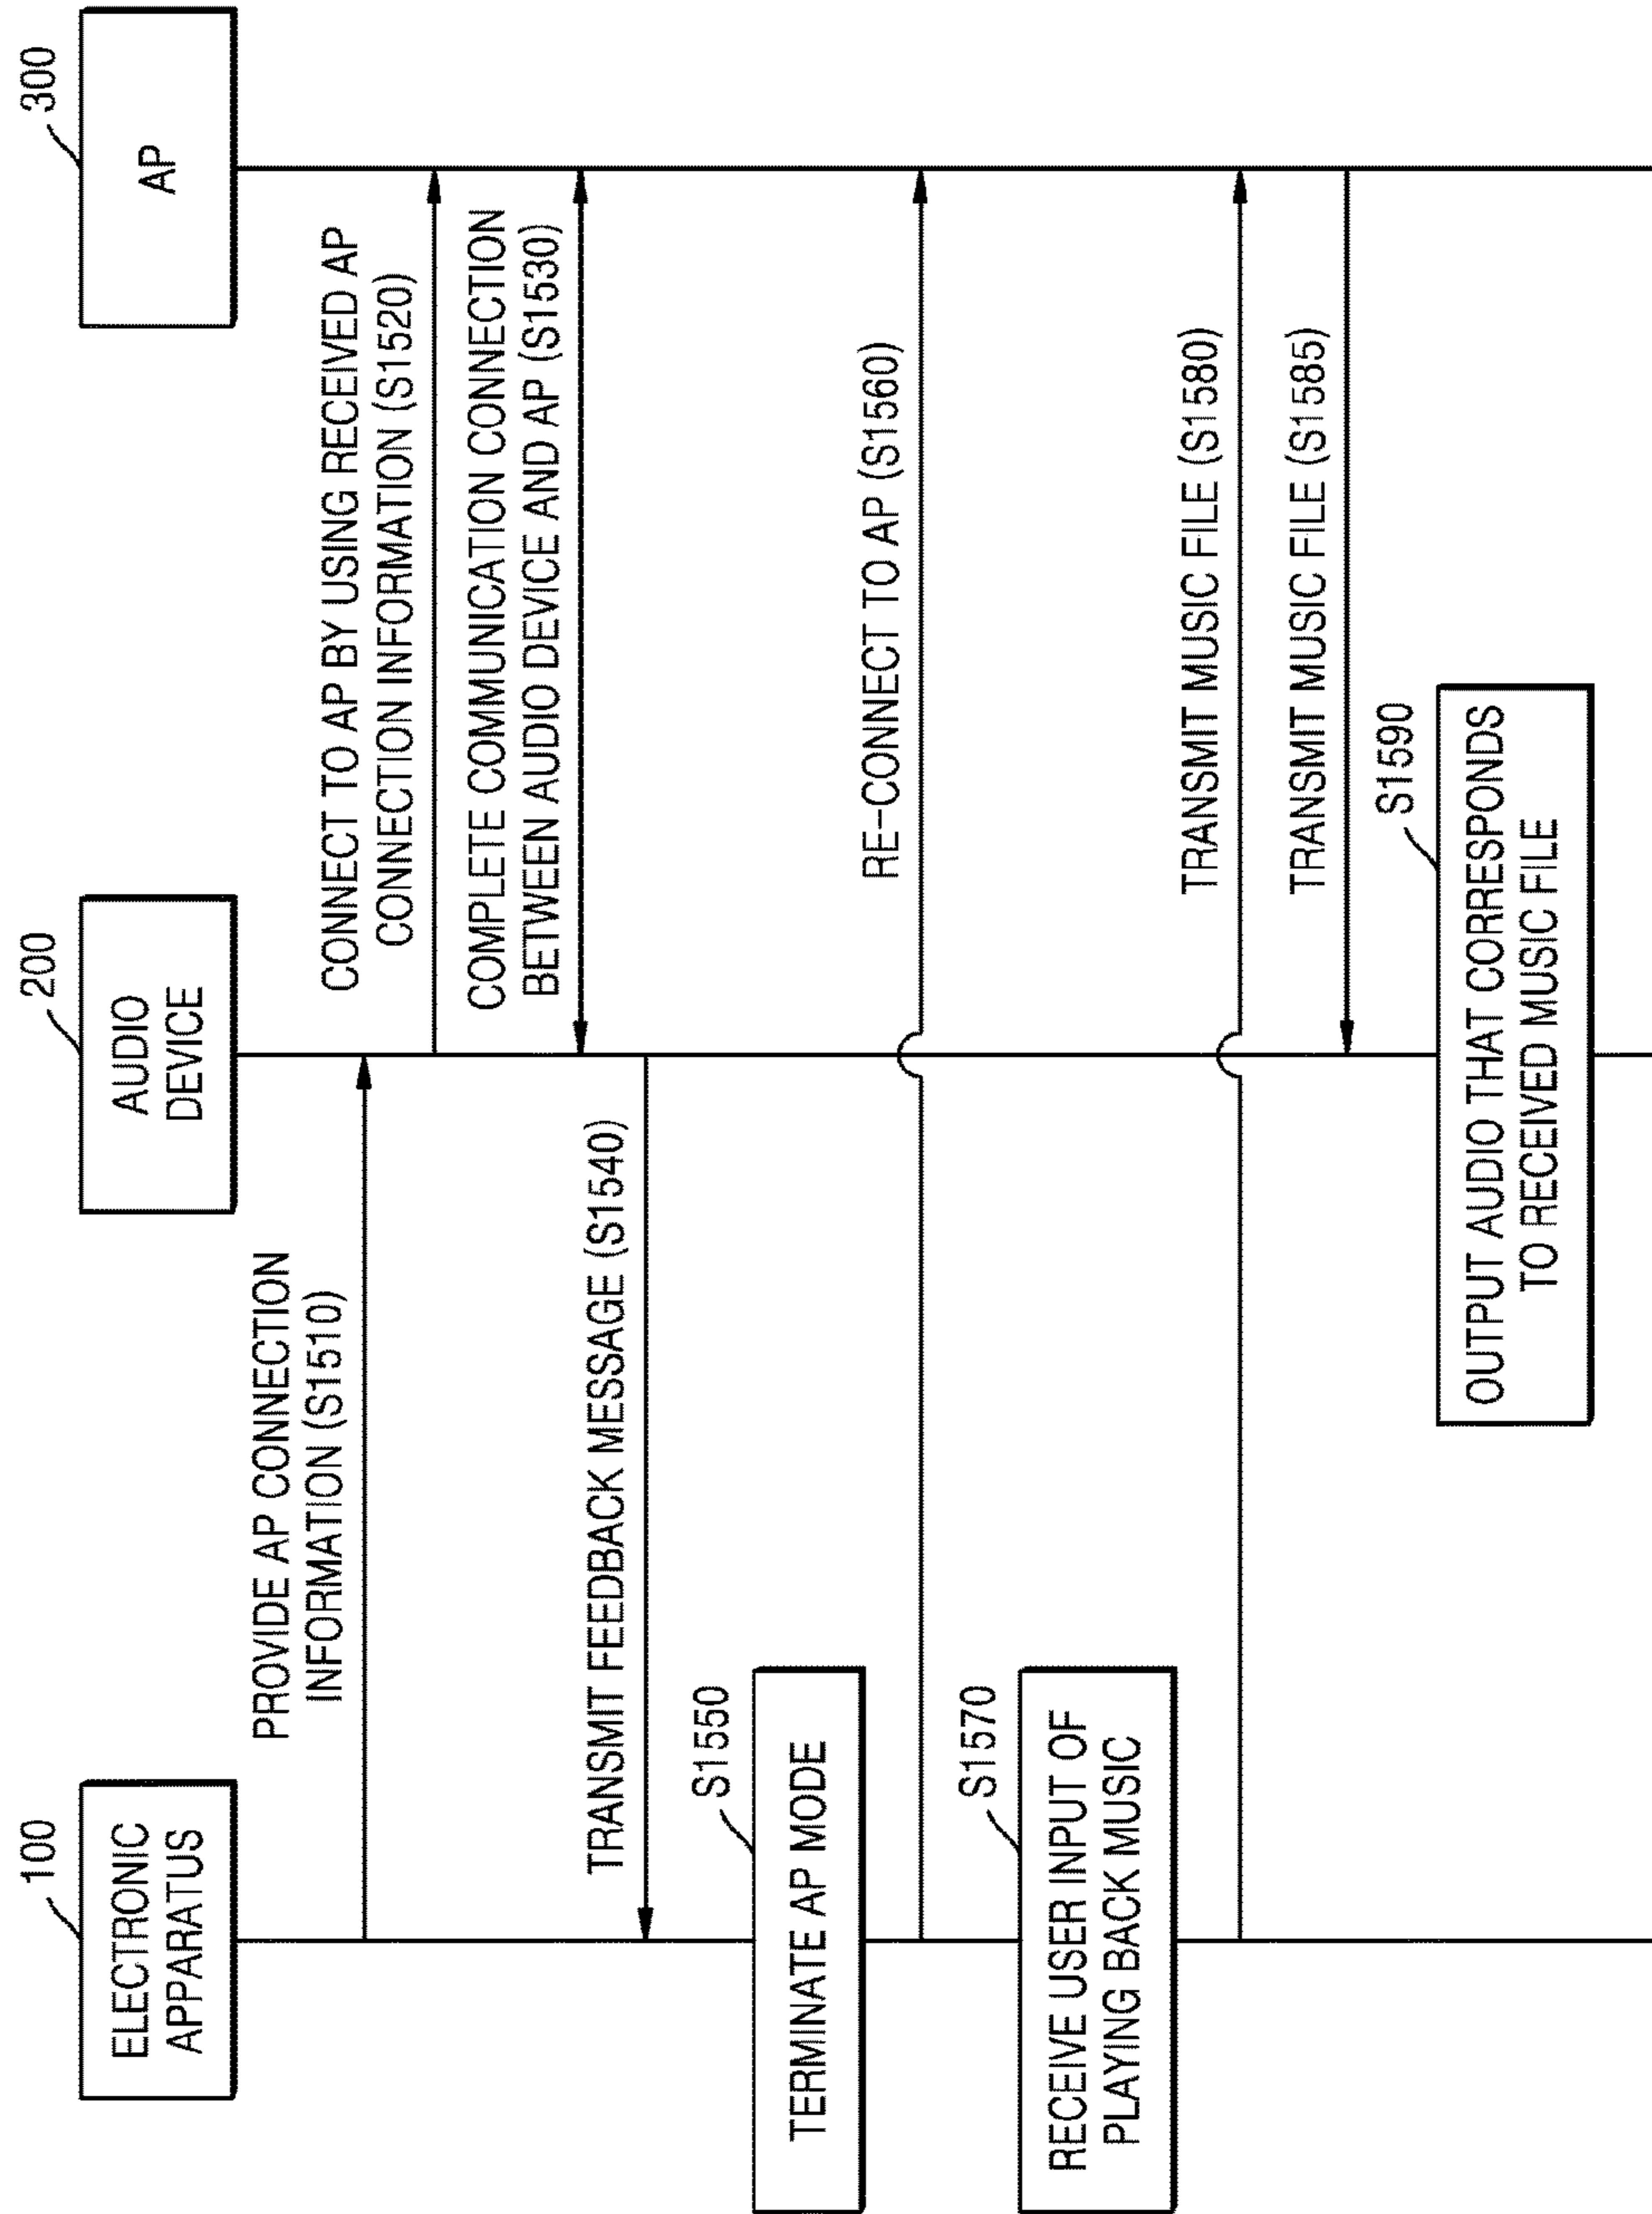 100
ELECTRONIC
APPARATUS
200
AUDIO
DEVICE
300
AP
PROVIDE AP CONNECTION
INFORMATION (S1510)
CONNECT TO AP BY USING RECEIVED AP
CONNECTION INFORMATION (S1520)
COMPLETE COMMUNICATION CONNECTION
BETWEEN AUDIO DEVICE AND AP (S1530)
TRANSMIT FEEDBACK MESSAGE (S1540)
S1550
TERMINATE AP MODE
RE-CONNECT TO AP (S1560)
S1570
RECEIVE USER INPUT OF
PLAYING BACK MUSIC
TRANSMIT MUSIC FILE (S1580)
TRANSMIT MUSIC FILE (S1585)
S1590
OUTPUT AUDIO THAT CORRESPONDS
TO RECEIVED MUSIC FILE